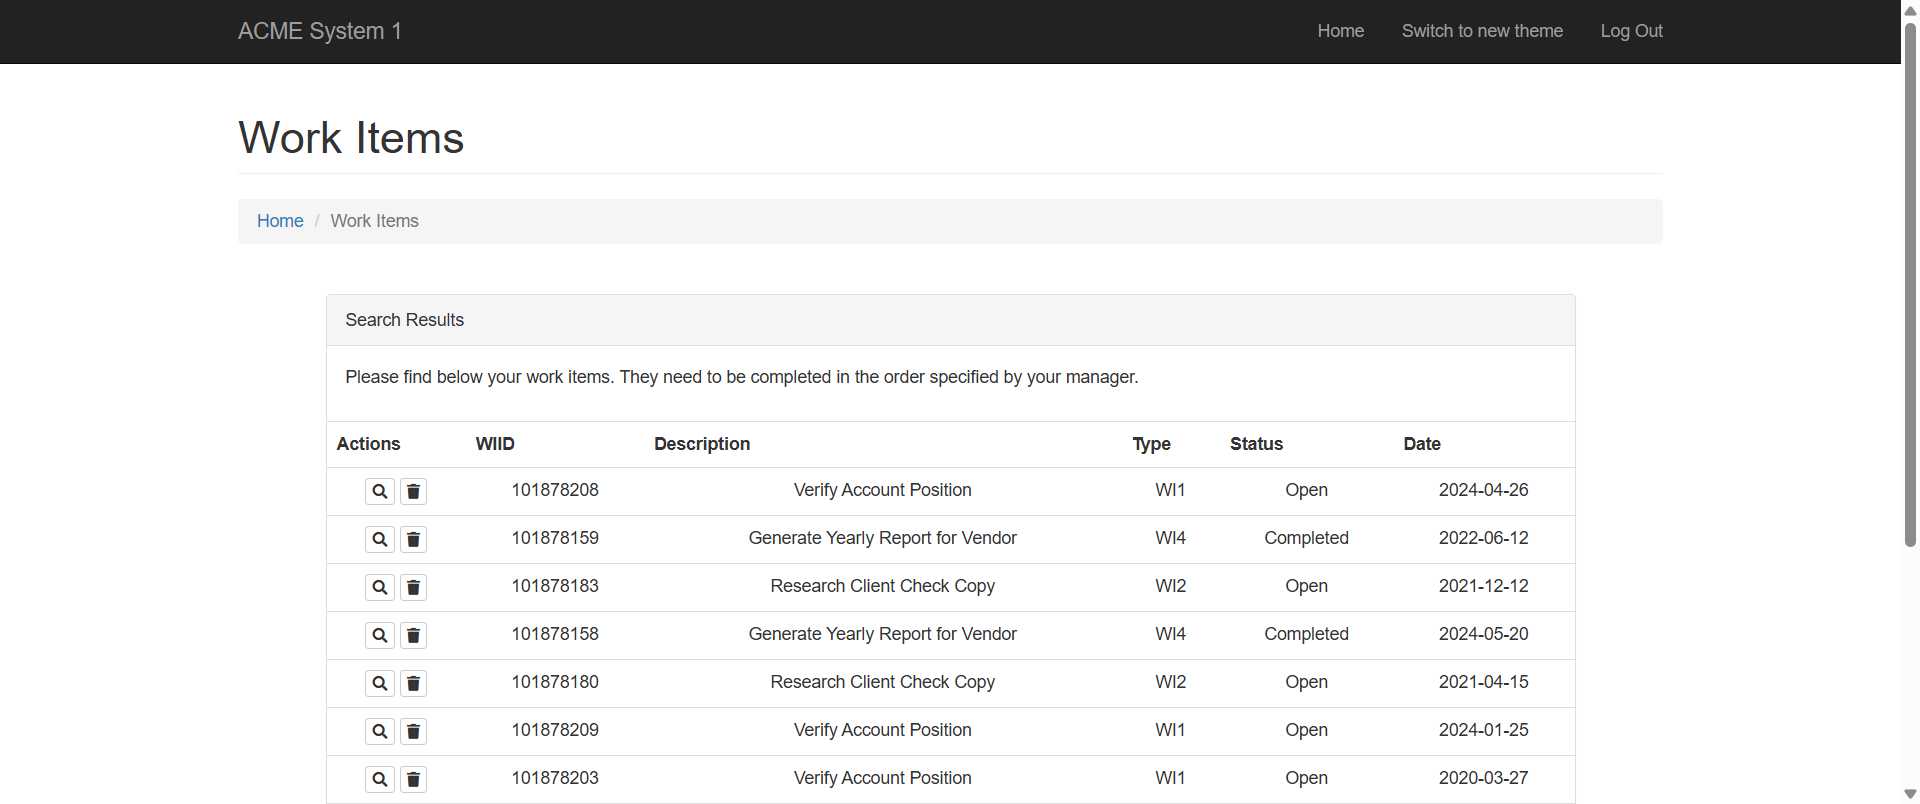 ACME System 1 Home Switch to new theme Log Out
Work Items
Home / Work Items
Search Results
Please find below your work items. They need to be completed in the order specified by your manager.
Actions WIID Description Type Status Date
101878208 Verify Account Position WI1 Open 2024-04-26
101878159 Generate Yearly Report for Vendor WI4 Completed 2022-06-12
101878183 Research Client Check Copy WI2 Open 2021-12-12
101878158 Generate Yearly Report for Vendor WI4 Completed 2024-05-20
101878180 Research Client Check Copy WI2 Open 2021-04-15
101878209 Verify Account Position WI1 Open 2024-01-25
101878203 Verify Account Position WI1 Open 2020-03-27